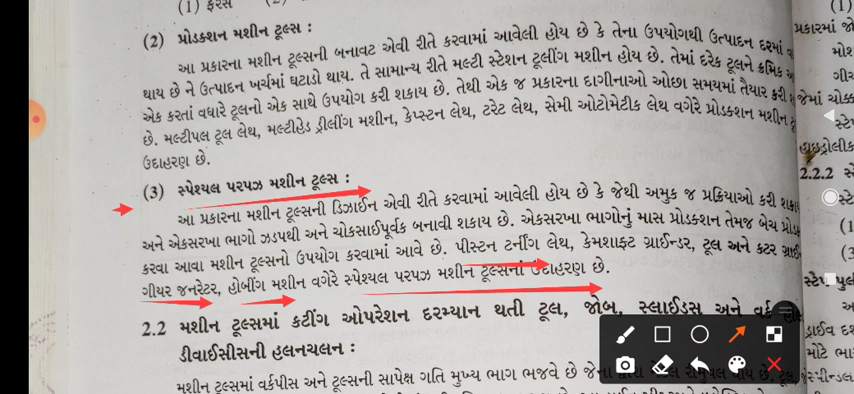 (1) ફરસ
(2)
(2) પ્રોડક્શન મશીન ટૂલ્સ :
આ પ્રકારના મશીન ટૂલ્સની બનાવટ એવી રીતે કરવામાં આવેલી હોય છે કે તેના ઉપયોગથી ઉત્પાદન દરમાં
થાય છે ને ઉત્પાદન ખર્ચમાં ઘટાડો થાય. તે સામાન્ય રીતે મલ્ટી સ્ટેશન ટૂલીંગ મશીન હોય છે. તેમાં દરેક ટૂલને ક્રમિક
એક કરતાં વધારે ટૂલનો એક સાથે ઉપયોગ કરી શકાય છે. તેથી એક જ પ્રકારના દાગીનાઓ ઓછા સમયમાં તૈયાર કરી
છે. મલ્ટીપલ ટૂલ લેથ, મલ્ટીહેડ ડ્રીલીંગ મશીન, કેપ્સ્ટન લેથ, ટરેટ લેથ, સેમી ઓટોમેટીક લેથ વગેરે પ્રોડક્શન મશીન
ઉદાહરણ છે.
(3) સ્પેશ્યલ પરપઝ મશીન ટૂલ્સ :
આ પ્રકારના મશીન ટૂલ્સની ડિઝાઈન એવી રીતે કરવામાં આવેલી હોય છે કે જેથી અમુક જ પ્રક્રિયાઓ કરી
અને એકસરખા ભાગો ઝડપથી અને ચોકસાઈપૂર્વક બનાવી શકાય છે. એકસરખા ભાગોનું માસ પ્રોડક્શન તેમજ બેચ
કરવા આવા મશીન ટૂલ્સનો ઉપયોગ કરવામાં આવે છે. પીસ્ટન ટર્નીંગ લેથ, કેમશાફ્ટ ગ્રાઈન્ડર, ટૂલ અને કટર
ગીયર જનરેટર, હોબીંગ મશીન વગેરે સ્પેશ્યલ પરપઝ મશીન ટૂલ્સનાં ઉદાહરણ છે.
2.2 મશીન ટૂલ્સમાં કટીંગ ઓપરેશન દરમ્યાન થતી ટૂલ, જોબ, સ્લાઈડસ અને વર્ક
ડીવાઈસીસની હલનચલન :
મશીન ટૂલ્સમાં વર્કપીસ અને ટૂલ્સની સાપેક્ષ ગતિ મુખ્ય ભાગ ભજવે છે
(1)
પ્રકારમાં
જેમાં
હાઇડ્રોલીક
2.2.2
(1
(3